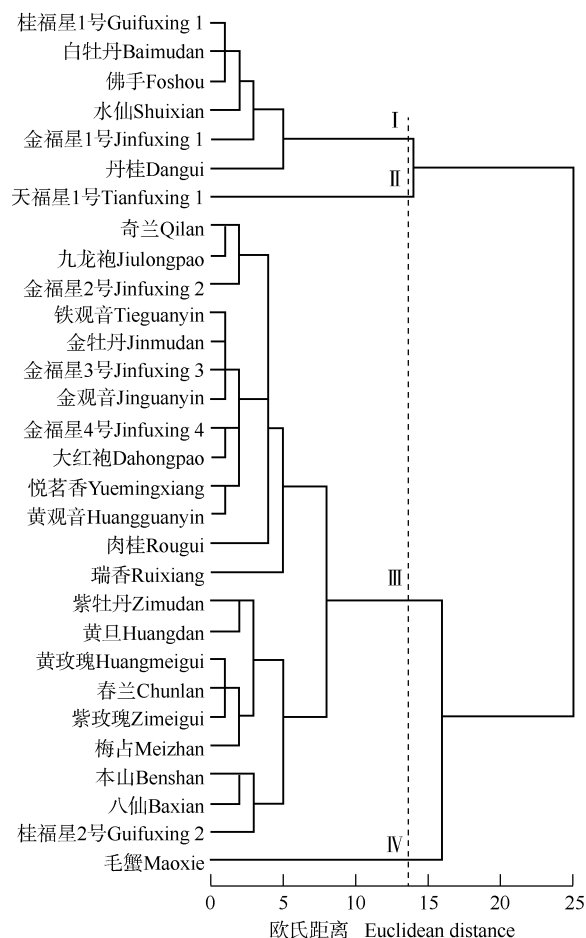 桂福星1号Guifuxing 1
白牡丹Baimudan
佛手Foshou
水仙Shuixian
金福星1号Jinfuxing 1
I
丹桂Dangui
II
天福星1号Tianfuxing 1
奇兰Qilan
九龙袍Jiulongpao
金福星2号Jinfuxing 2
铁观音Tieguanyin
金牡丹Jinmudan
金福星3号Jinfuxing 3
金观音Jinguanyin
金福星4号Jinfuxing 4
大红袍Dahongpao
悦茗香Yuemingxiang
黄观音Huangguanyin
肉桂Rougui
瑞香Ruixiang
III
紫牡丹Zimudan
黄旦Huangdan
黄玫瑰Huangmeigui
春兰Chunlan
紫玫瑰Zimeigui
梅占Meizhan
本山Benshan
八仙Baxian
桂福星2号Guifuxing 2
IV
毛蟹Maoxie
0 5 10 15 20 25
欧氏距离 Euclidean distance